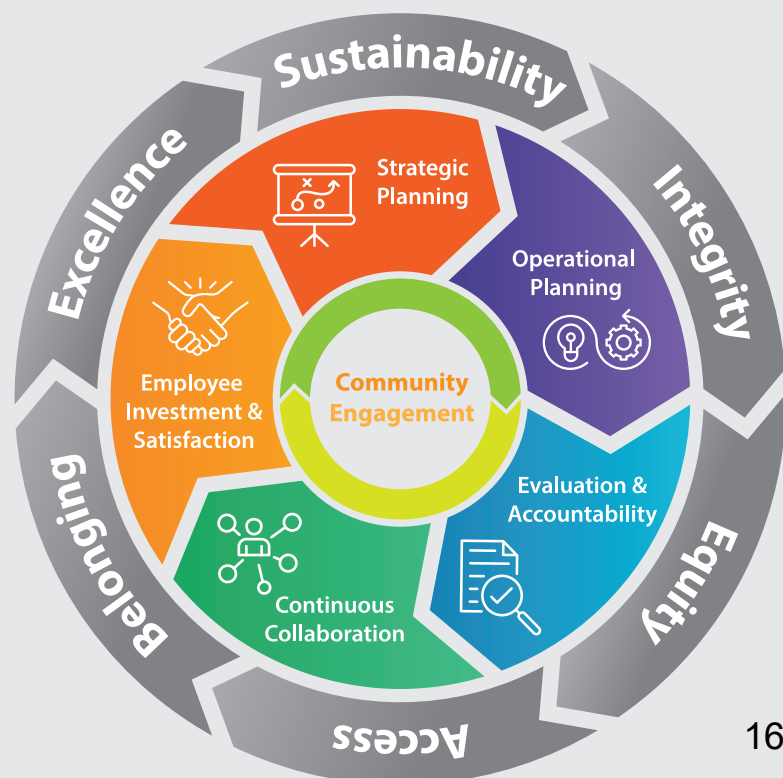 Sustainability
Integrity
Equity
Access
Belonging
Excellence
Strategic
Planning
Operational
Planning
Evaluation &
Accountability
Continuous
Collaboration
Employee
Investment &
Satisfaction
Community
Engagement
16